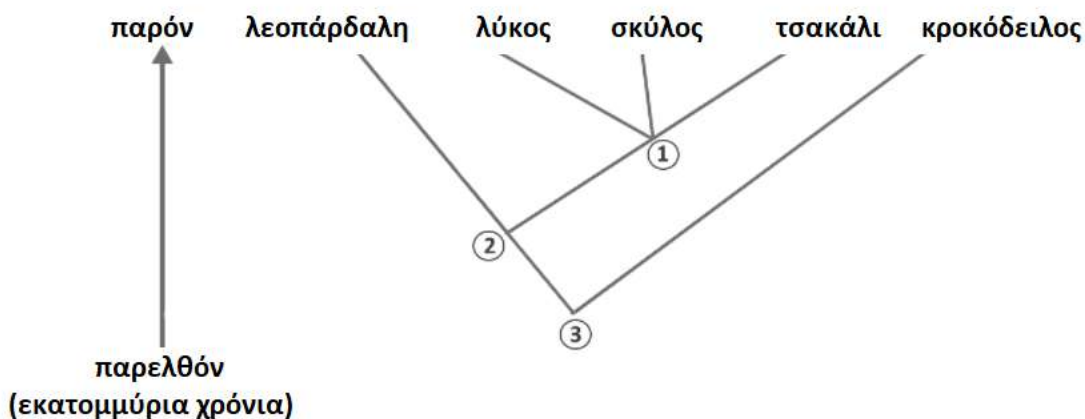 παρόν λεοπάρδαλη λύκος σκύλος τσακάλι κροκόδειλος
1
2
3
παρελθόν
(εκατομμύρια χρόνια)